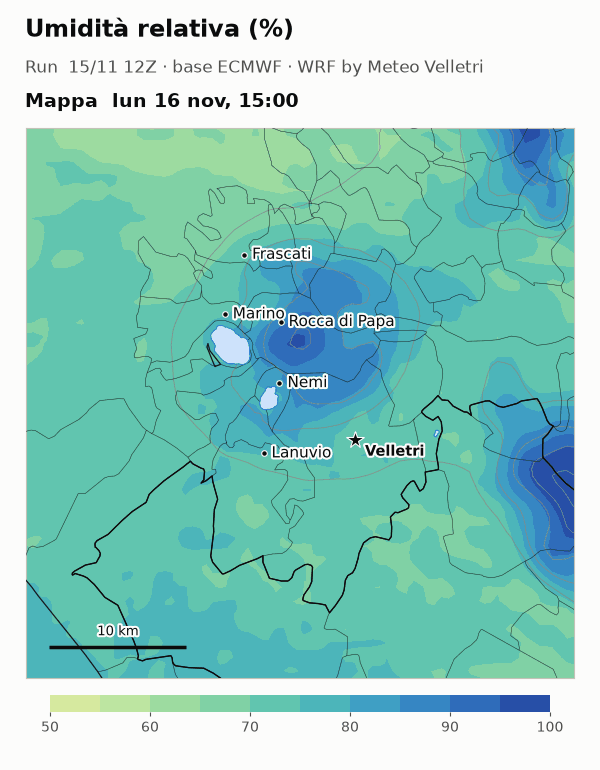 Umidità relativa (%)
Run  15/11 12Z · base ECMWF · WRF by Meteo Velletri
Mappa  lun 16 nov, 15:00
Frascati
Marino
Rocca di Papa
Nemi
Velletri
Lanuvio
10 km
50 60 70 80 90 100